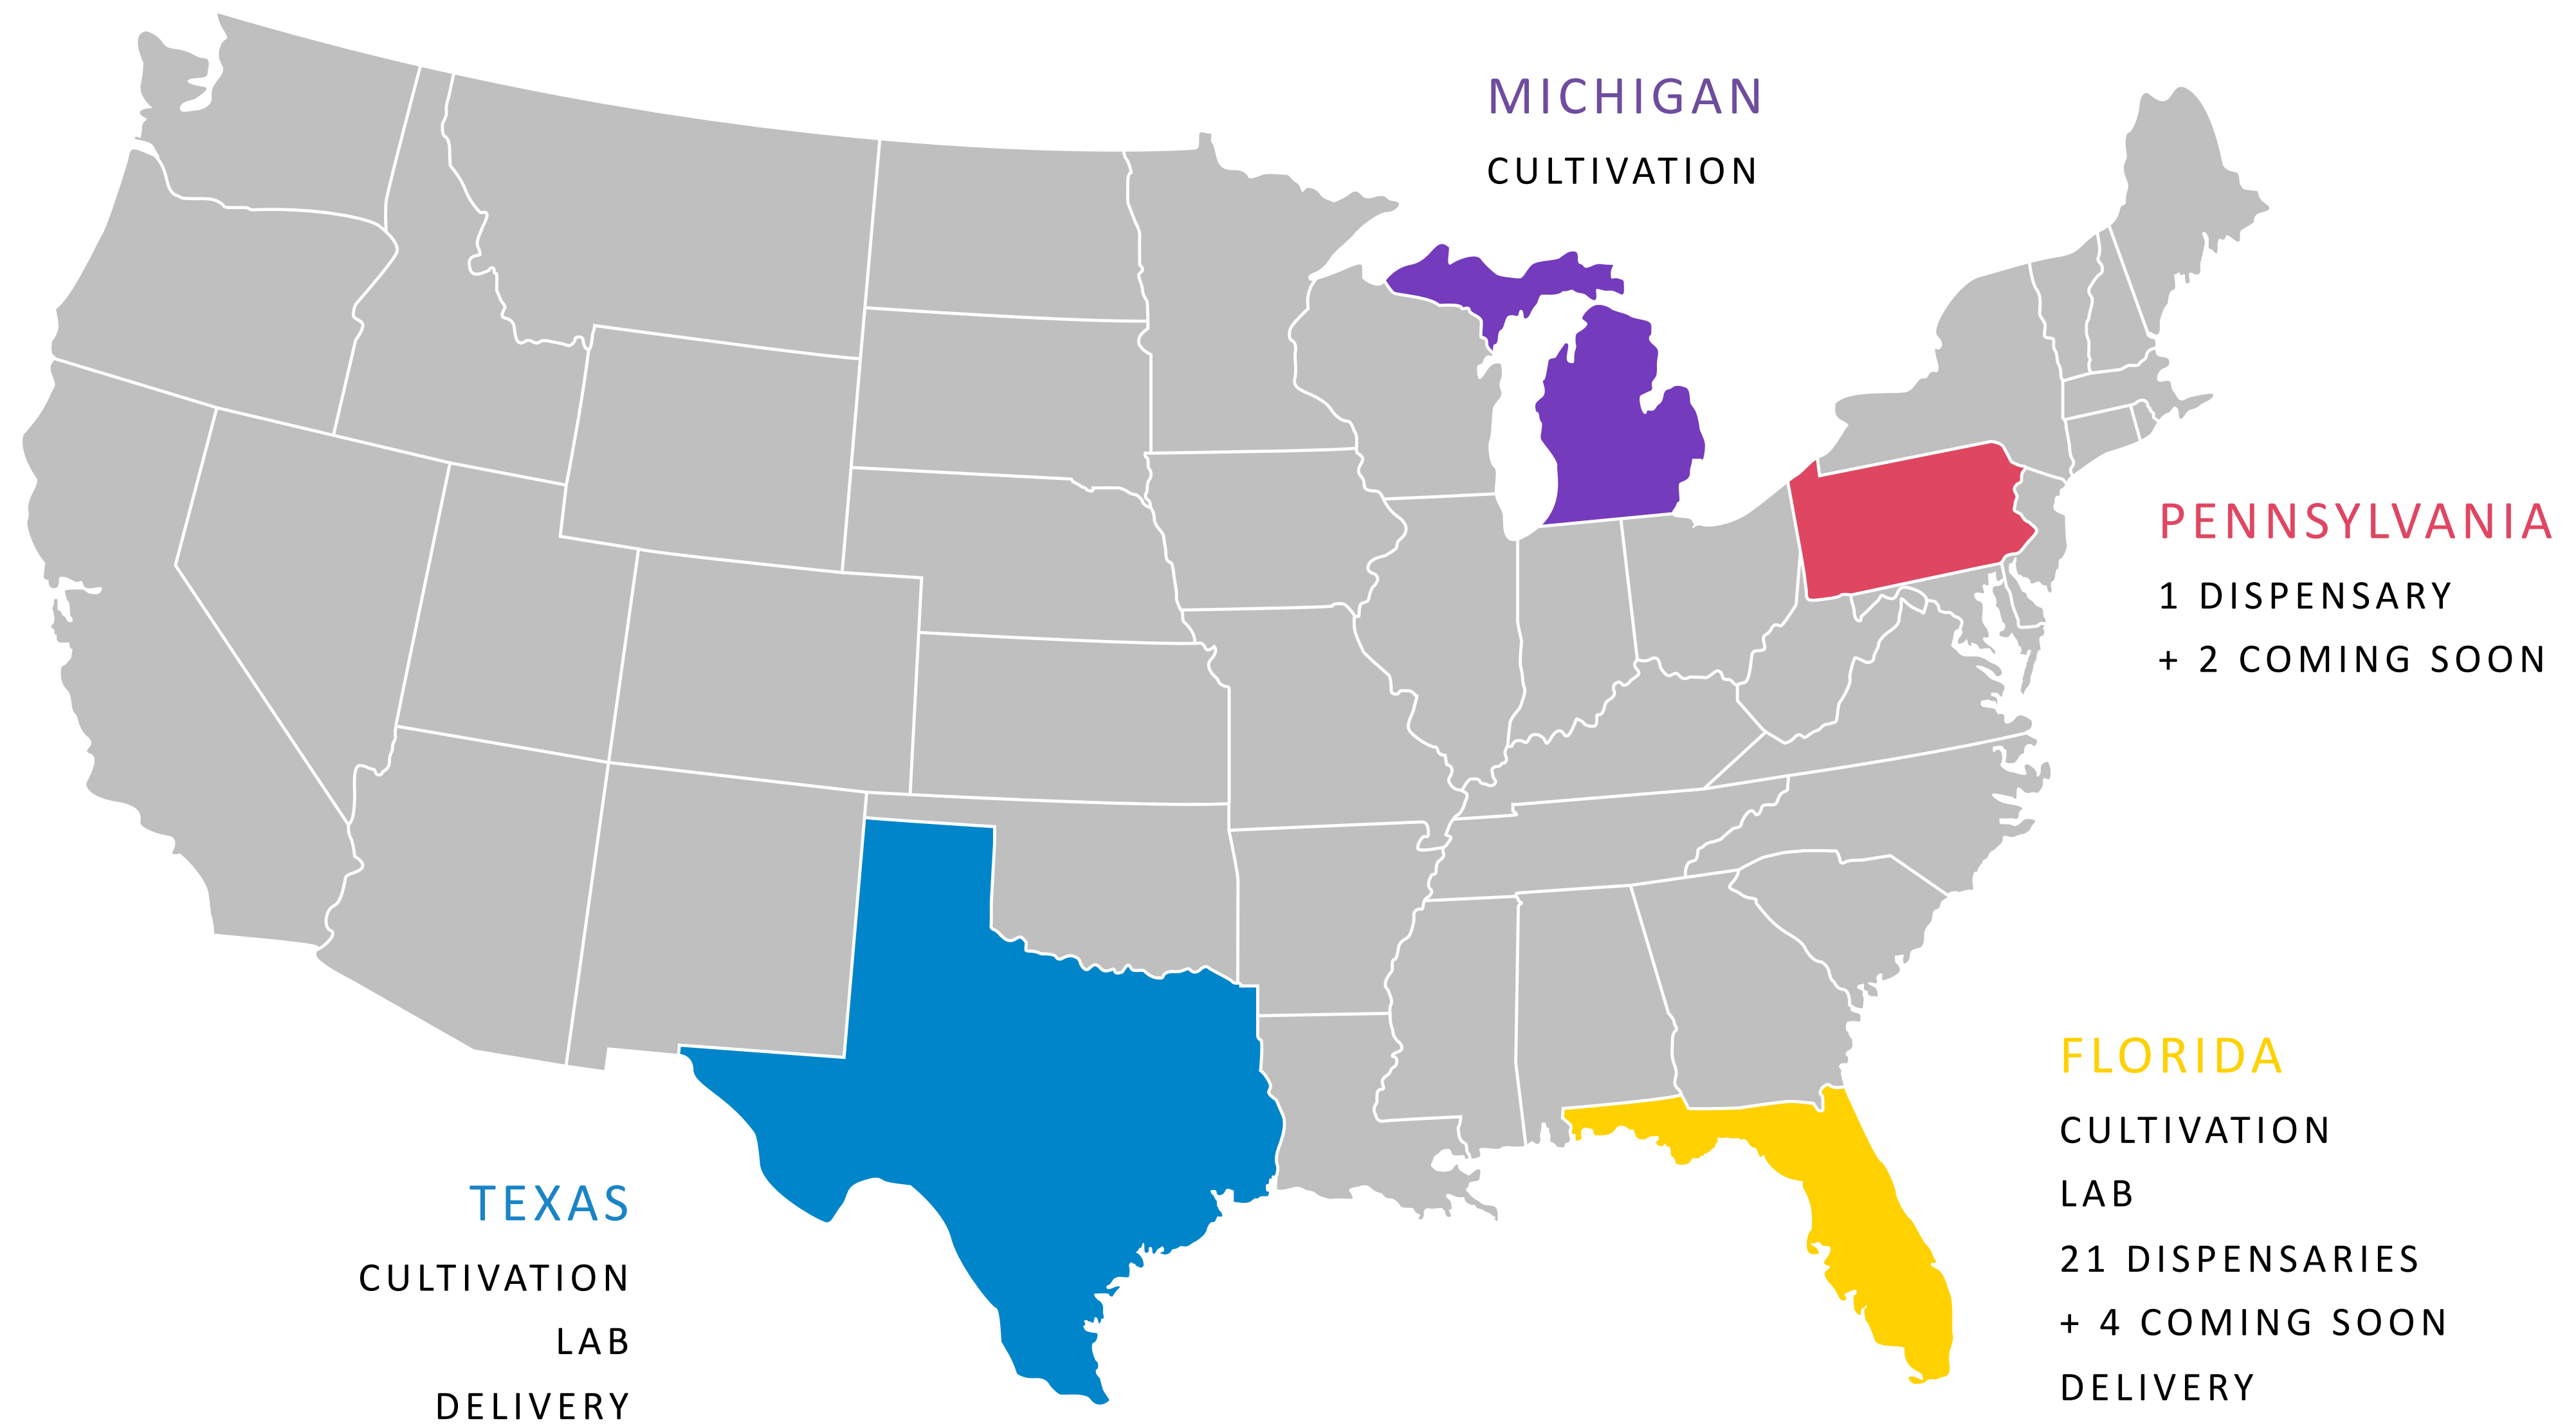 MICHIGAN
CULTIVATION
PENNSYLVANIA
1 DISPENSARY
+ 2 COMING SOON
FLORIDA
CULTIVATION
LAB
21 DISPENSARIES
+ 4 COMING SOON
DELIVERY
TEXAS
CULTIVATION
LAB
DELIVERY